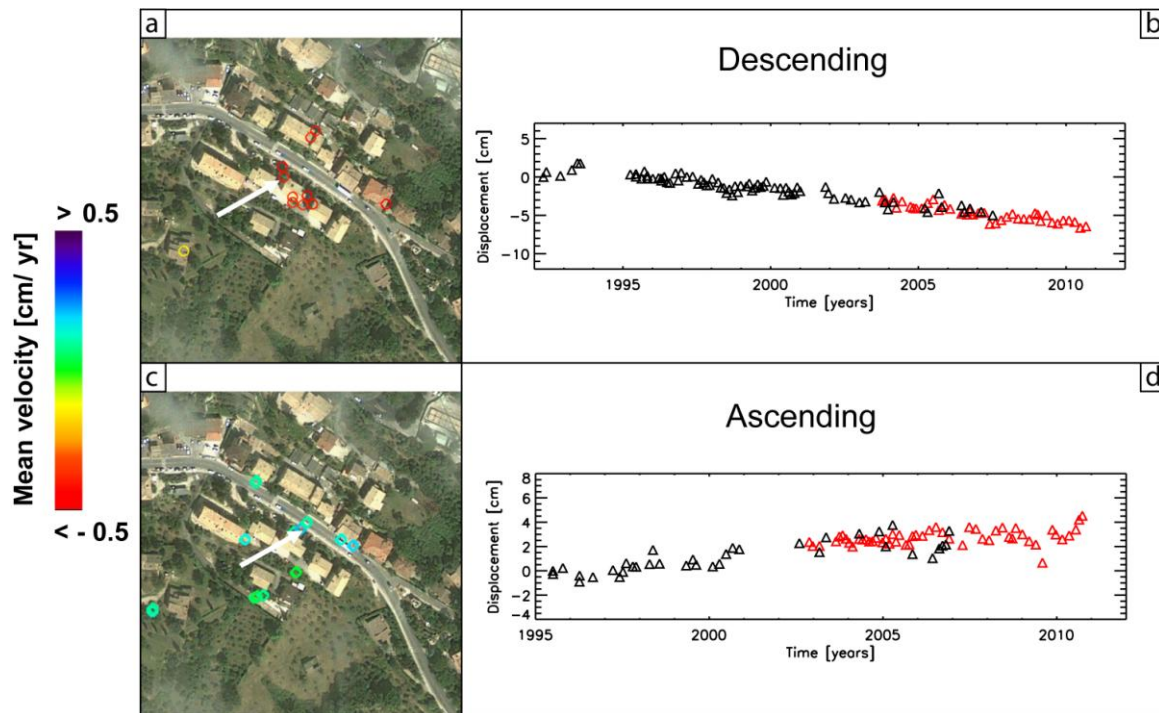 a
b
Descending
Displacement [cm]
5
0
−5
−10
1995
2000
2005
2010
Time [years]
Mean velocity [cm/ yr]
> 0.5
< - 0.5
c
d
Ascending
Displacement [cm]
8
6
4
2
0
−2
−4
1995
2000
2005
2010
Time [years]